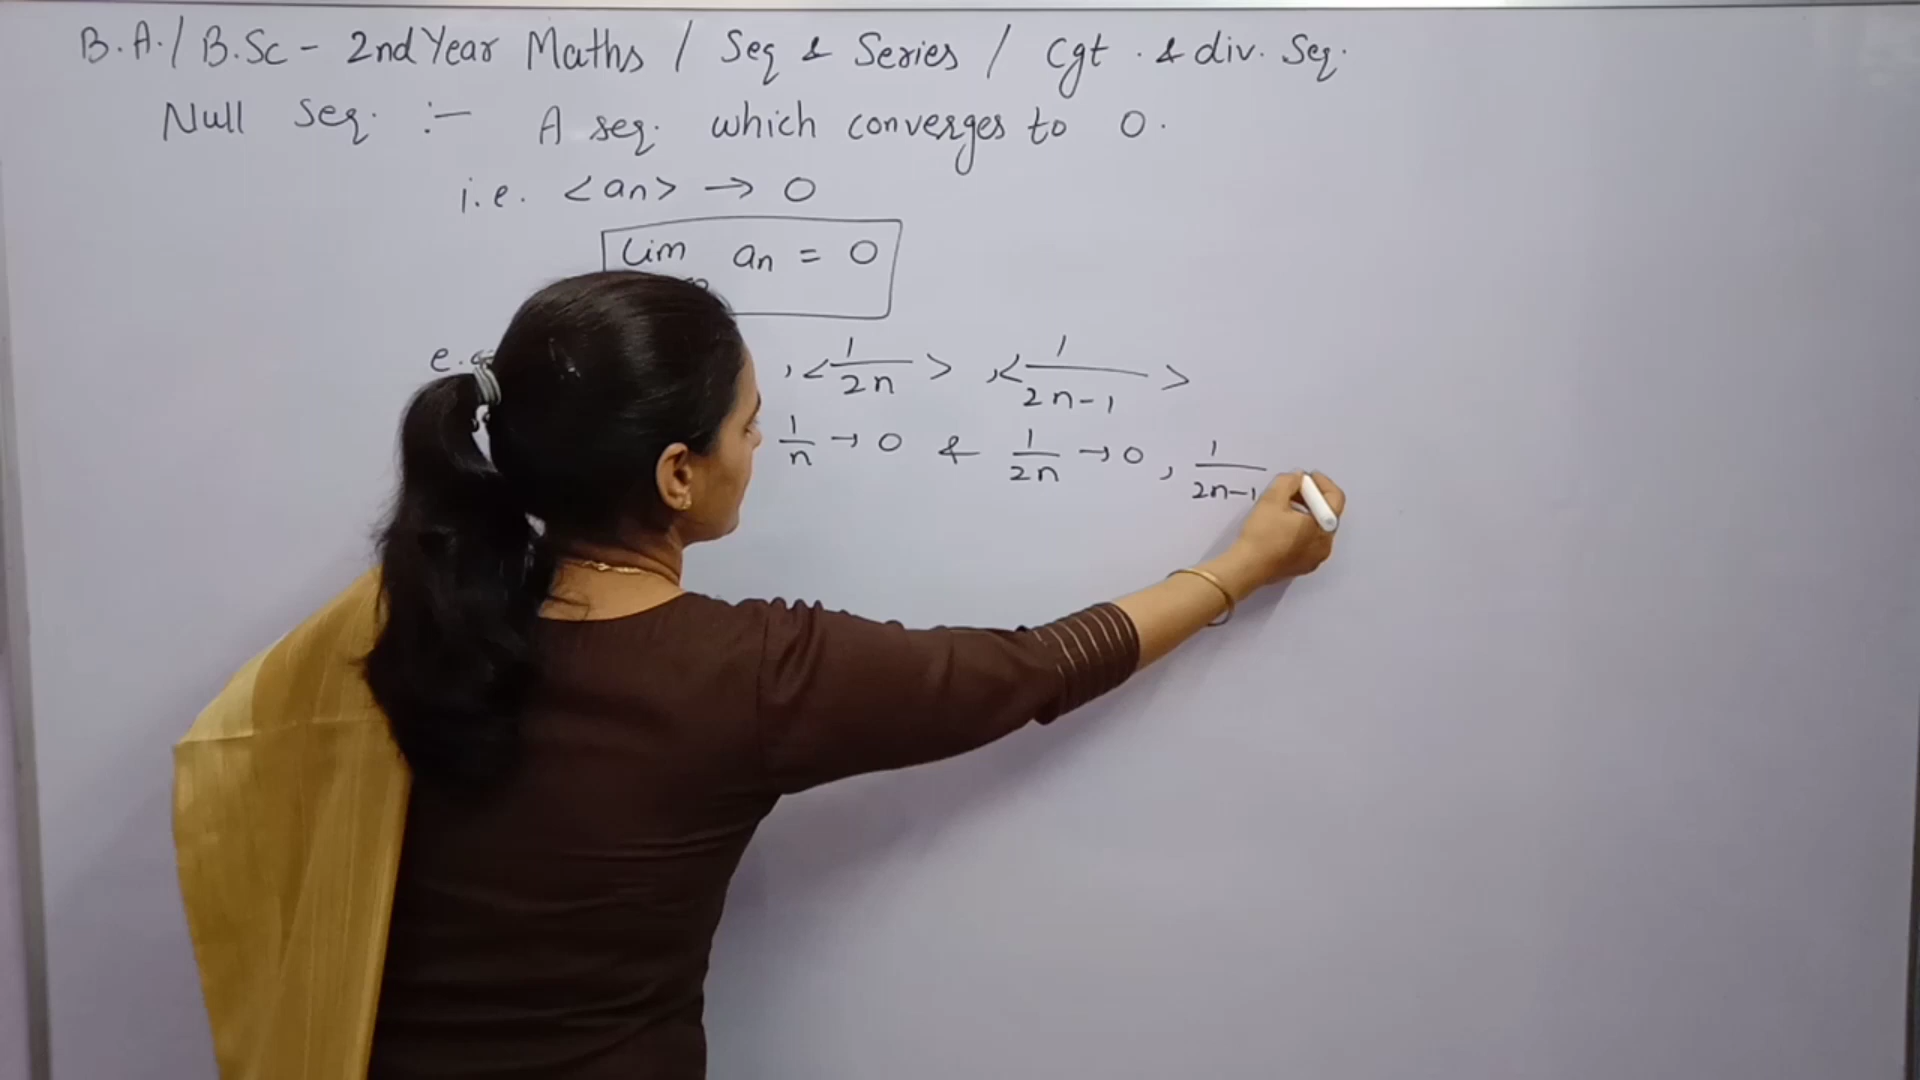 B.A./B.Sc - 2nd Year Maths / Seq & Series / Cgt. & div. Seq.
Null Seq. :- A seq. which converges to 0.
i.e. <an> → 0
Lim an = 0
e.g. , <1/2n> , <1/2n-1>
1/n → 0 & 1/2n → 0 , 1/2n-1